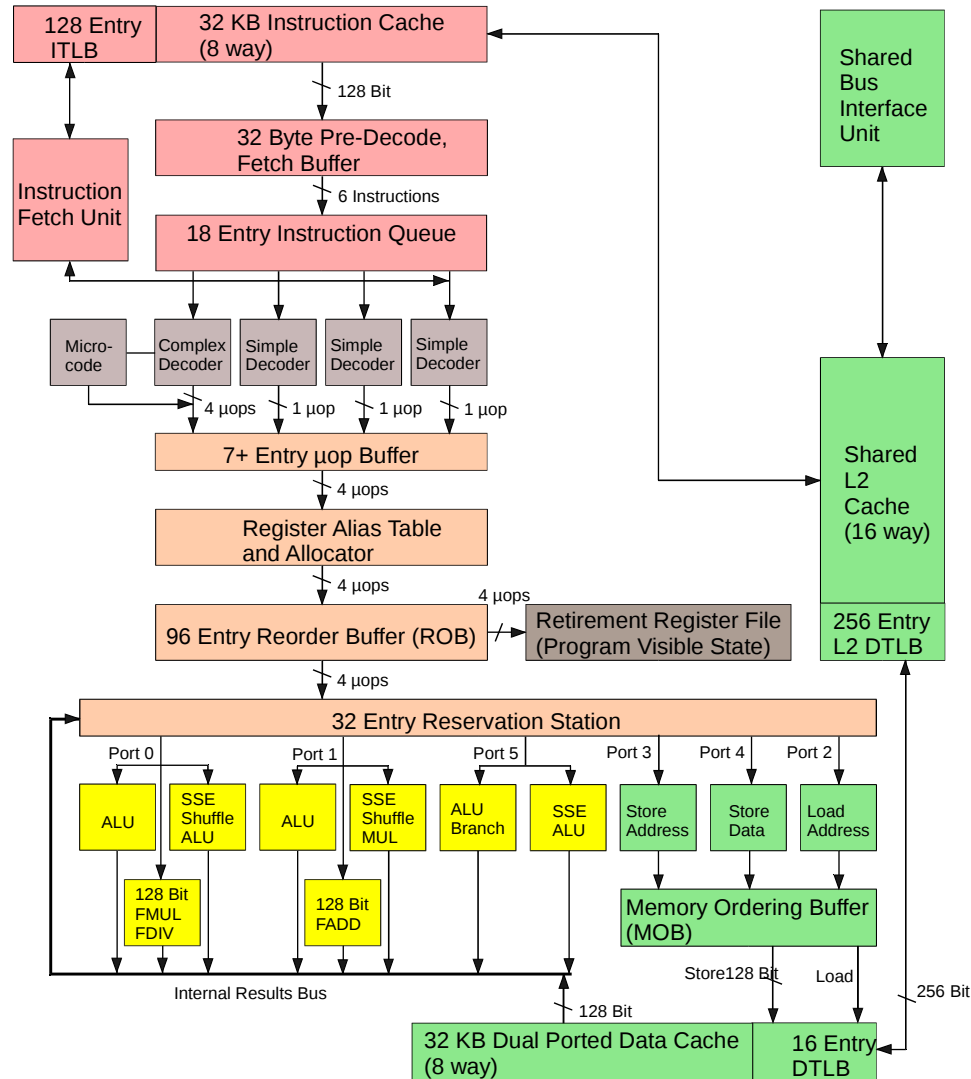 128 Entry
ITLB
32 KB Instruction Cache
(8 way)
Shared
Bus
Interface
Unit
128 Bit
32 Byte Pre-Decode,
Fetch Buffer
Instruction
Fetch Unit
6 Instructions
18 Entry Instruction Queue
Micro-
code
Complex
Decoder
Simple
Decoder
Simple
Decoder
Simple
Decoder
4 µops
1 µop
1 µop
1 µop
7+ Entry µop Buffer
Shared
L2
Cache
(16 way)
4 µops
Register Alias Table
and Allocator
4 µops
4 µops
96 Entry Reorder Buffer (ROB)
Retirement Register File
(Program Visible State)
256 Entry
L2 DTLB
4 µops
32 Entry Reservation Station
Port 0
Port 1
Port 5
Port 3
Port 4
Port 2
ALU
SSE
Shuffle
ALU
ALU
SSE
Shuffle
MUL
ALU
Branch
SSE
ALU
Store
Address
Store
Data
Load
Address
128 Bit
FMUL
FDIV
128 Bit
FADD
Memory Ordering Buffer
(MOB)
Store128 Bit
Load
Internal Results Bus
256 Bit
128 Bit
32 KB Dual Ported Data Cache
(8 way)
16 Entry
DTLB